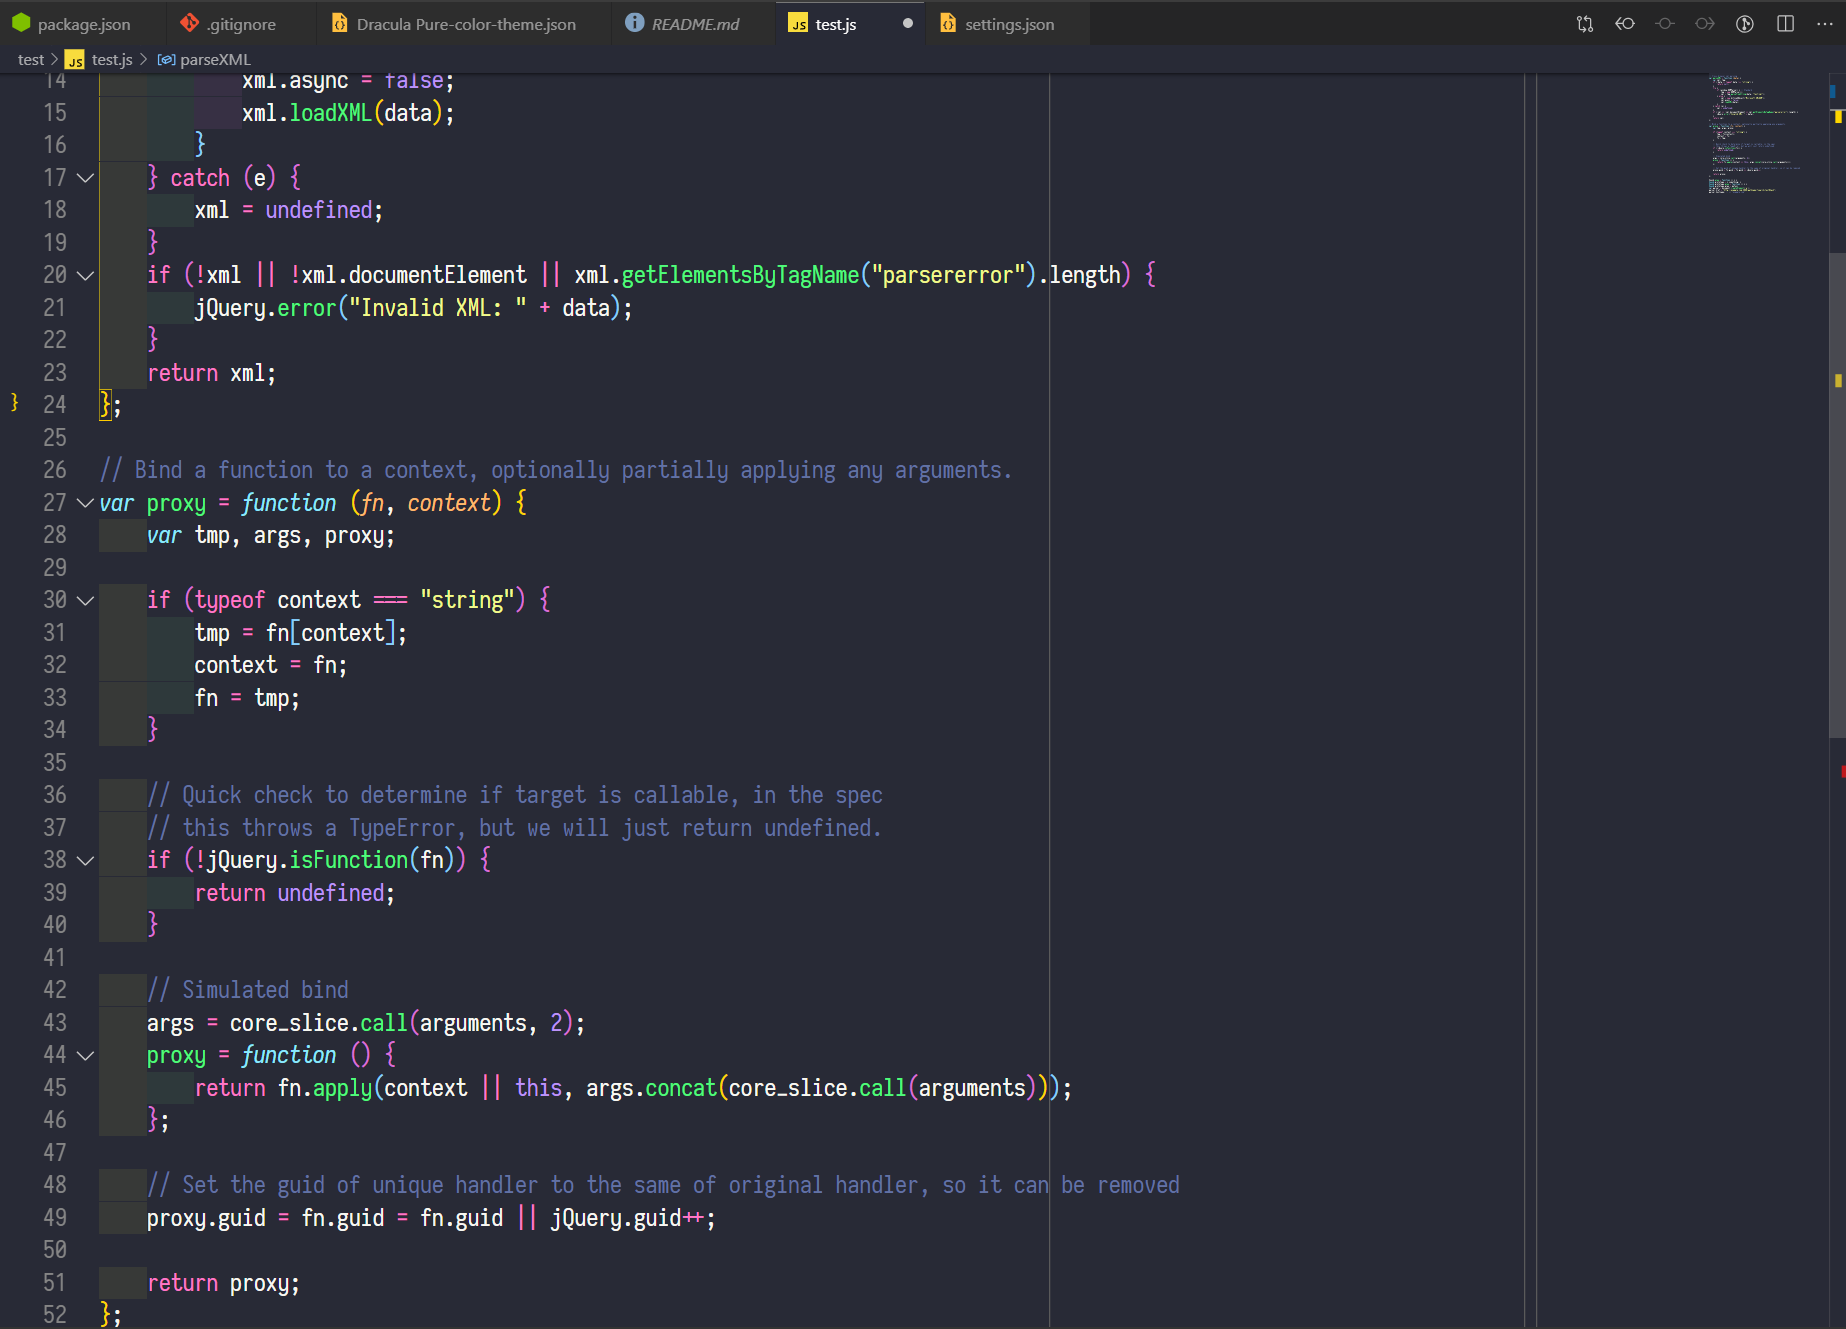 package.json .gitignore Dracula Pure-color-theme.json README.md JS test.js settings.json
test > JS test.js > parseXML
14 xml.async = false;
15 xml.loadXML(data);
16 }
17 } catch (e) {
18 xml = undefined;
19 }
20 if (!xml || !xml.documentElement || xml.getElementsByTagName("parsererror").length) {
21 jQuery.error("Invalid XML: " + data);
22 }
23 return xml;
} 24 };
25
26 // Bind a function to a context, optionally partially applying any arguments.
27 var proxy = function (fn, context) {
28 var tmp, args, proxy;
29
30 if (typeof context === "string") {
31 tmp = fn[context];
32 context = fn;
33 fn = tmp;
34 }
35
36 // Quick check to determine if target is callable, in the spec
37 // this throws a TypeError, but we will just return undefined.
38 if (!jQuery.isFunction(fn)) {
39 return undefined;
40 }
41
42 // Simulated bind
43 args = core_slice.call(arguments, 2);
44 proxy = function () {
45 return fn.apply(context || this, args.concat(core_slice.call(arguments)));
46 };
47
48 // Set the guid of unique handler to the same of original handler, so it can be removed
49 proxy.guid = fn.guid = fn.guid || jQuery.guid++;
50
51 return proxy;
52 };